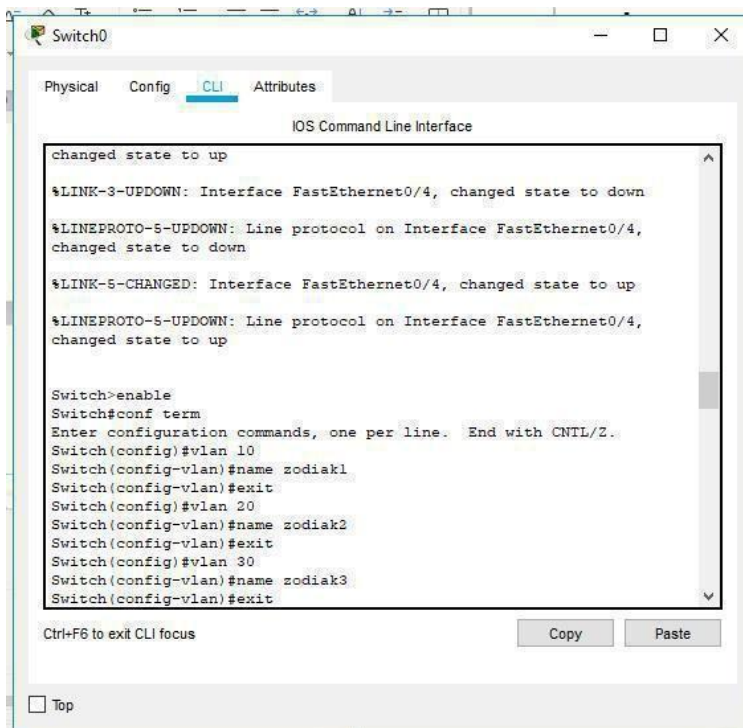 Switch0
Physical Config CLI Attributes
IOS Command Line Interface
changed state to up
%LINK-3-UPDOWN: Interface FastEthernet0/4, changed state to down
%LINEPROTO-5-UPDOWN: Line protocol on Interface FastEthernet0/4,
changed state to down
%LINK-5-CHANGED: Interface FastEthernet0/4, changed state to up
%LINEPROTO-5-UPDOWN: Line protocol on Interface FastEthernet0/4,
changed state to up
Switch>enable
Switch#conf term
Enter configuration commands, one per line.  End with CNTL/Z.
Switch(config)#vlan 10
Switch(config-vlan)#name zodiak1
Switch(config-vlan)#exit
Switch(config)#vlan 20
Switch(config-vlan)#name zodiak2
Switch(config-vlan)#exit
Switch(config)#vlan 30
Switch(config-vlan)#name zodiak3
Switch(config-vlan)#exit
Ctrl+F6 to exit CLI focus
Copy Paste
Top